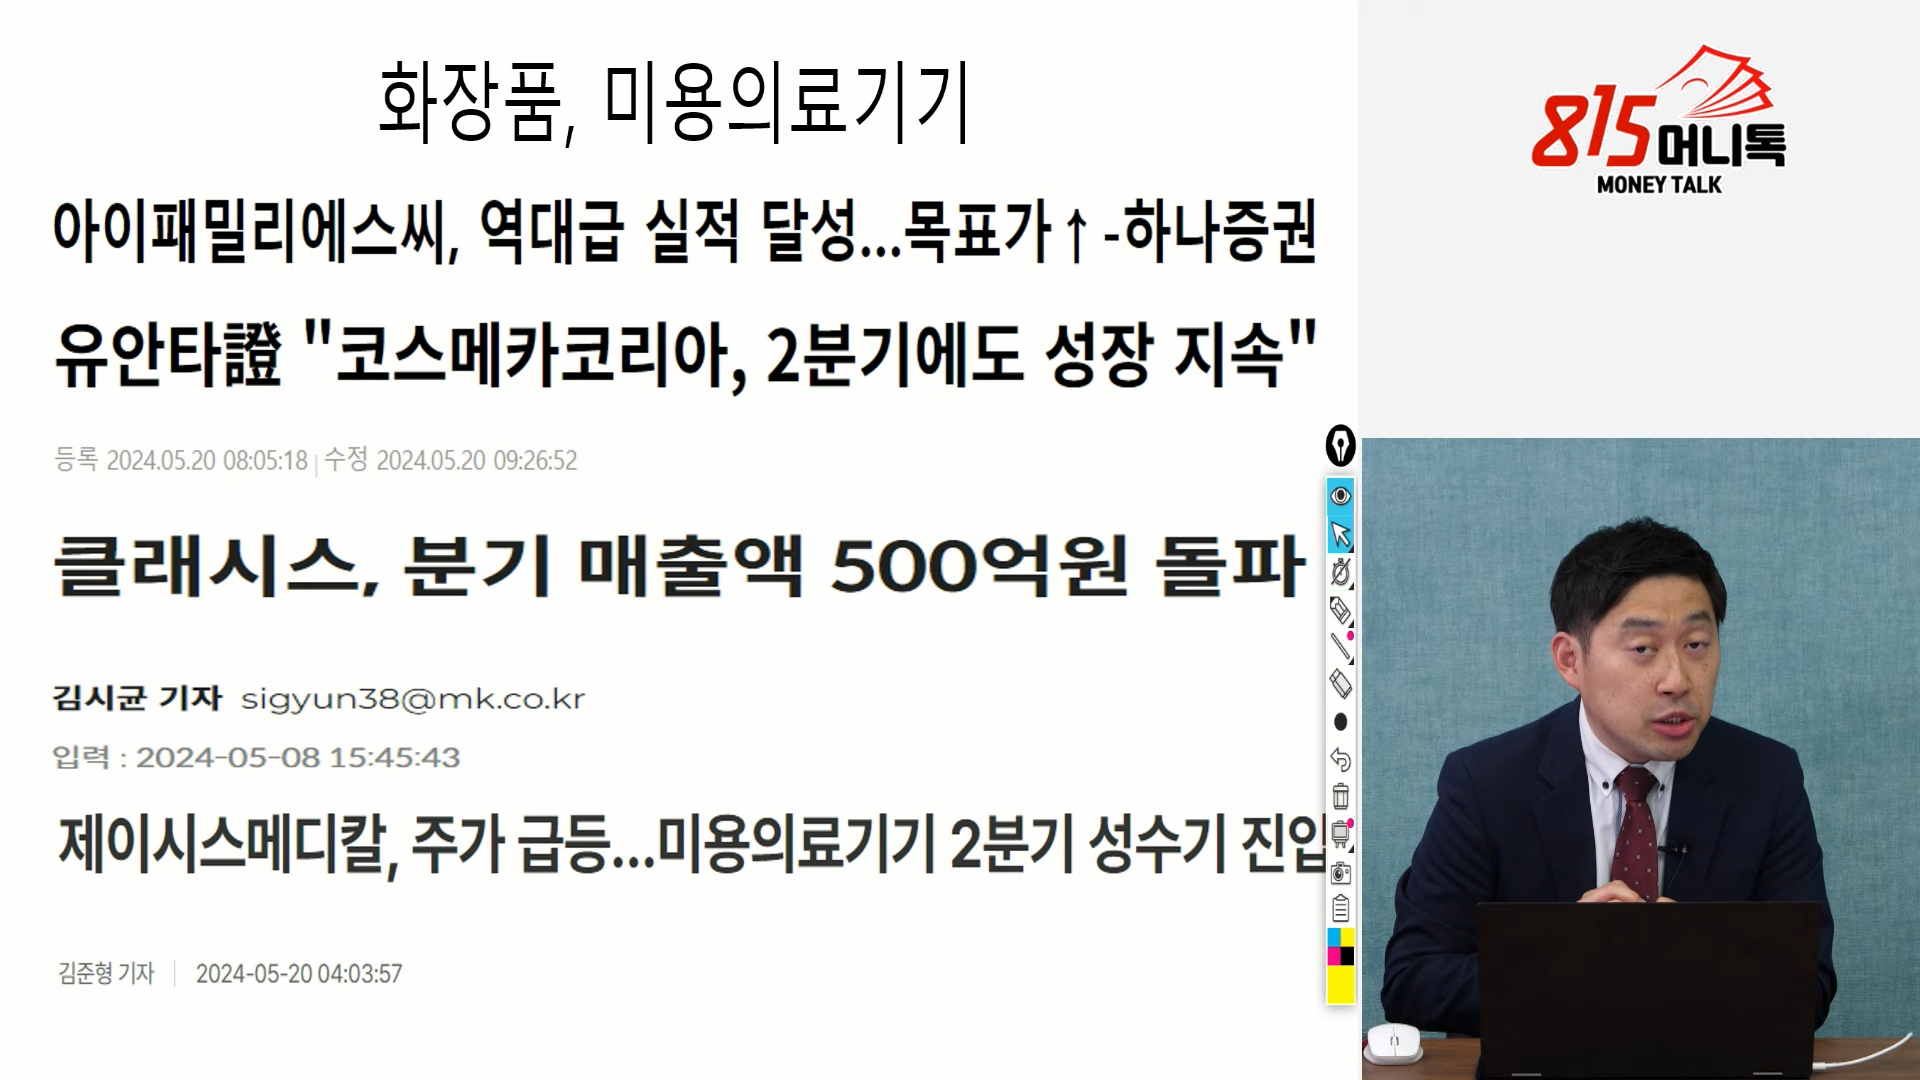 화장품, 미용의료기기
아이패밀리에스씨, 역대급 실적 달성...목표가↑-하나증권
유안타證 "코스메카코리아, 2분기에도 성장 지속"
등록 2024.05.20 08:05:18 | 수정 2024.05.20 09:26:52
클래시스, 분기 매출액 500억원 돌파
김시균 기자 sigyun38@mk.co.kr
입력 : 2024-05-08 15:45:43
제이시스메디칼, 주가 급등...미용의료기기 2분기 성수기 진입
김준형 기자 | 2024-05-20 04:03:57
815머니톡
MONEY TALK